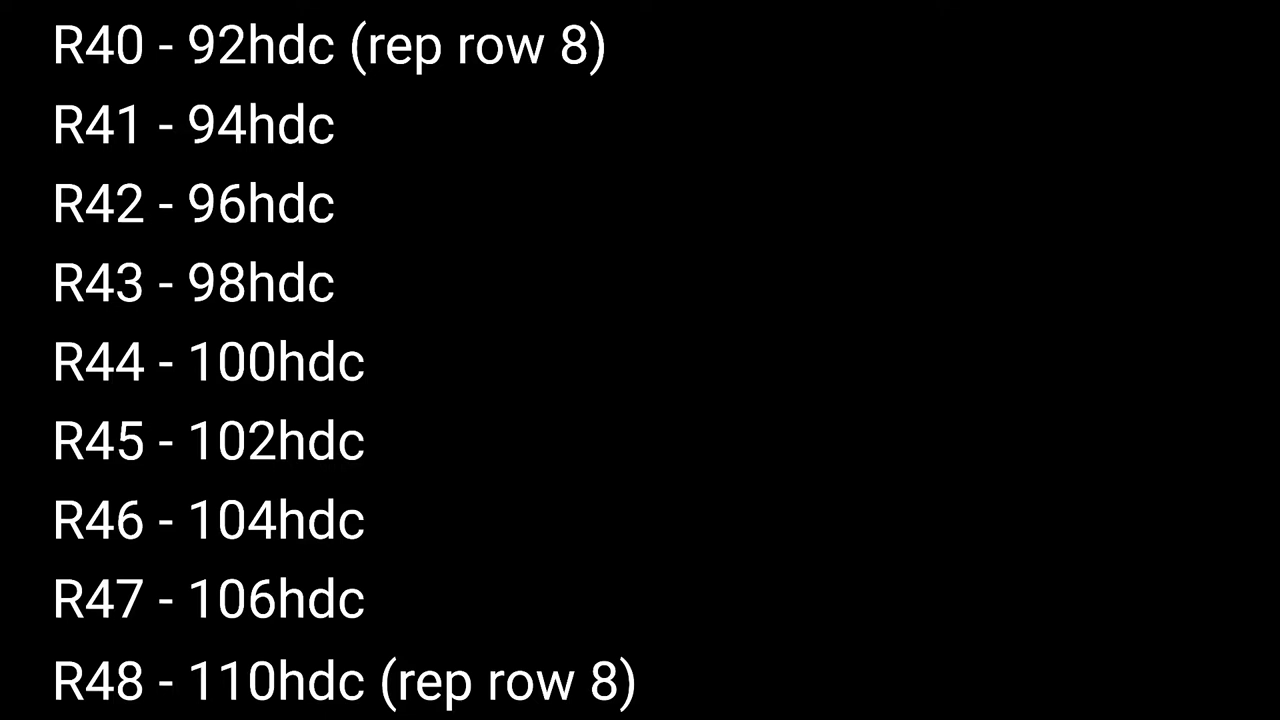 R40 - 92hdc (rep row 8)
R41 - 94hdc
R42 - 96hdc
R43 - 98hdc
R44 - 100hdc
R45 - 102hdc
R46 - 104hdc
R47 - 106hdc
R48 - 110hdc (rep row 8)